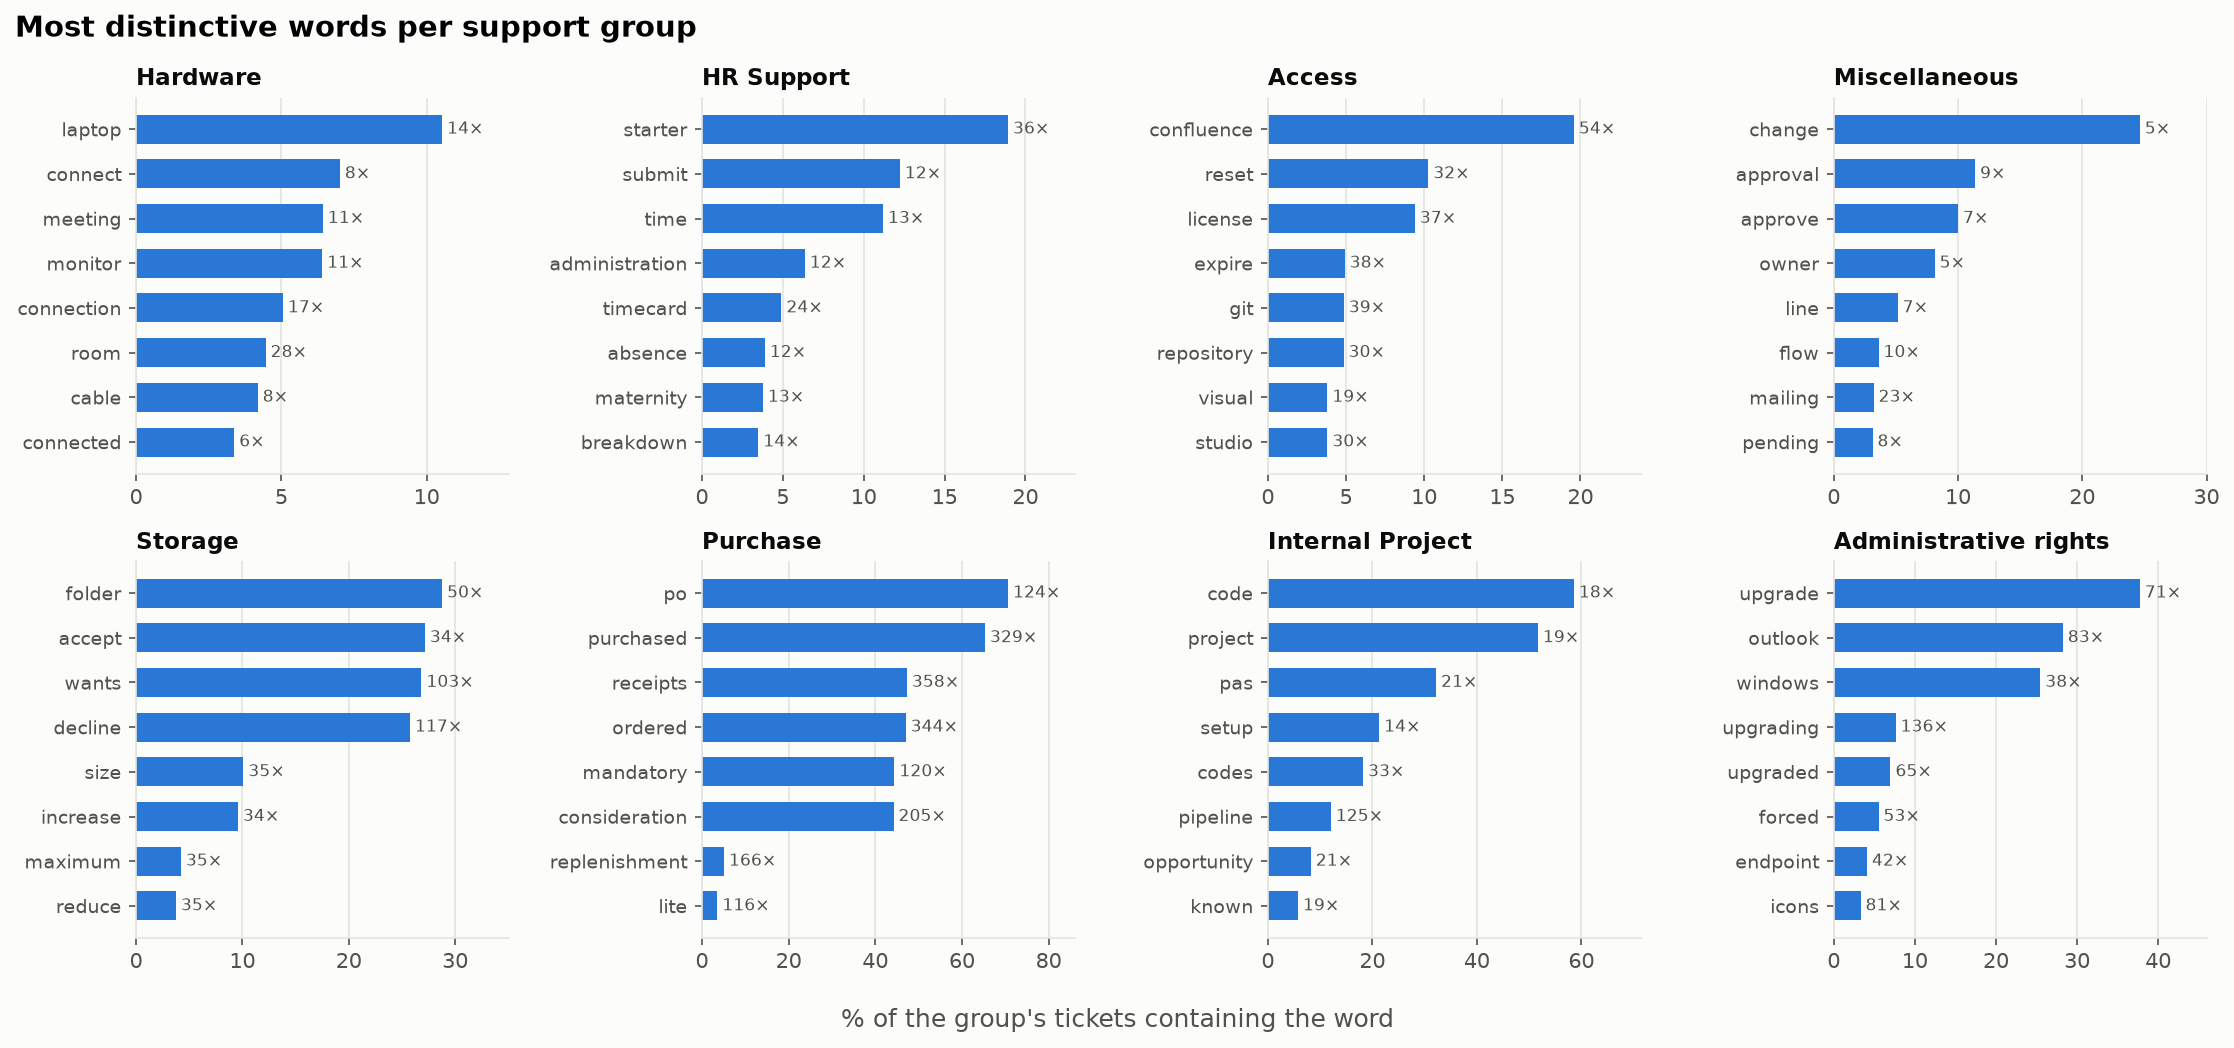 Most distinctive words per support group
Hardware
laptop 14×
connect 8×
meeting 11×
monitor 11×
connection 17×
room 28×
cable 8×
connected 6×
0 5 10
HR Support
starter 36×
submit 12×
time 13×
administration 12×
timecard 24×
absence 12×
maternity 13×
breakdown 14×
0 5 10 15 20
Access
confluence 54×
reset 32×
license 37×
expire 38×
git 39×
repository 30×
visual 19×
studio 30×
0 5 10 15 20
Miscellaneous
change 5×
approval 9×
approve 7×
owner 5×
line 7×
flow 10×
mailing 23×
pending 8×
0 10 20 30
Storage
folder 50×
accept 34×
wants 103×
decline 117×
size 35×
increase 34×
maximum 35×
reduce 35×
0 10 20 30
Purchase
po 124×
purchased 329×
receipts 358×
ordered 344×
mandatory 120×
consideration 205×
replenishment 166×
lite 116×
0 20 40 60 80
Internal Project
code 18×
project 19×
pas 21×
setup 14×
codes 33×
pipeline 125×
opportunity 21×
known 19×
0 20 40 60
Administrative rights
upgrade 71×
outlook 83×
windows 38×
upgrading 136×
upgraded 65×
forced 53×
endpoint 42×
icons 81×
0 10 20 30 40
% of the group's tickets containing the word